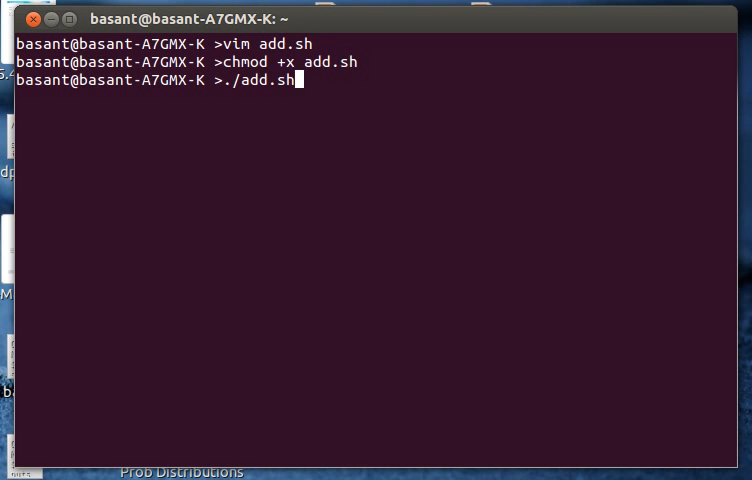 basant@basant-A7GMX-K: ~
basant@basant-A7GMX-K >vim add.sh
basant@basant-A7GMX-K >chmod +x add.sh
basant@basant-A7GMX-K >./add.sh
Prob Distributions